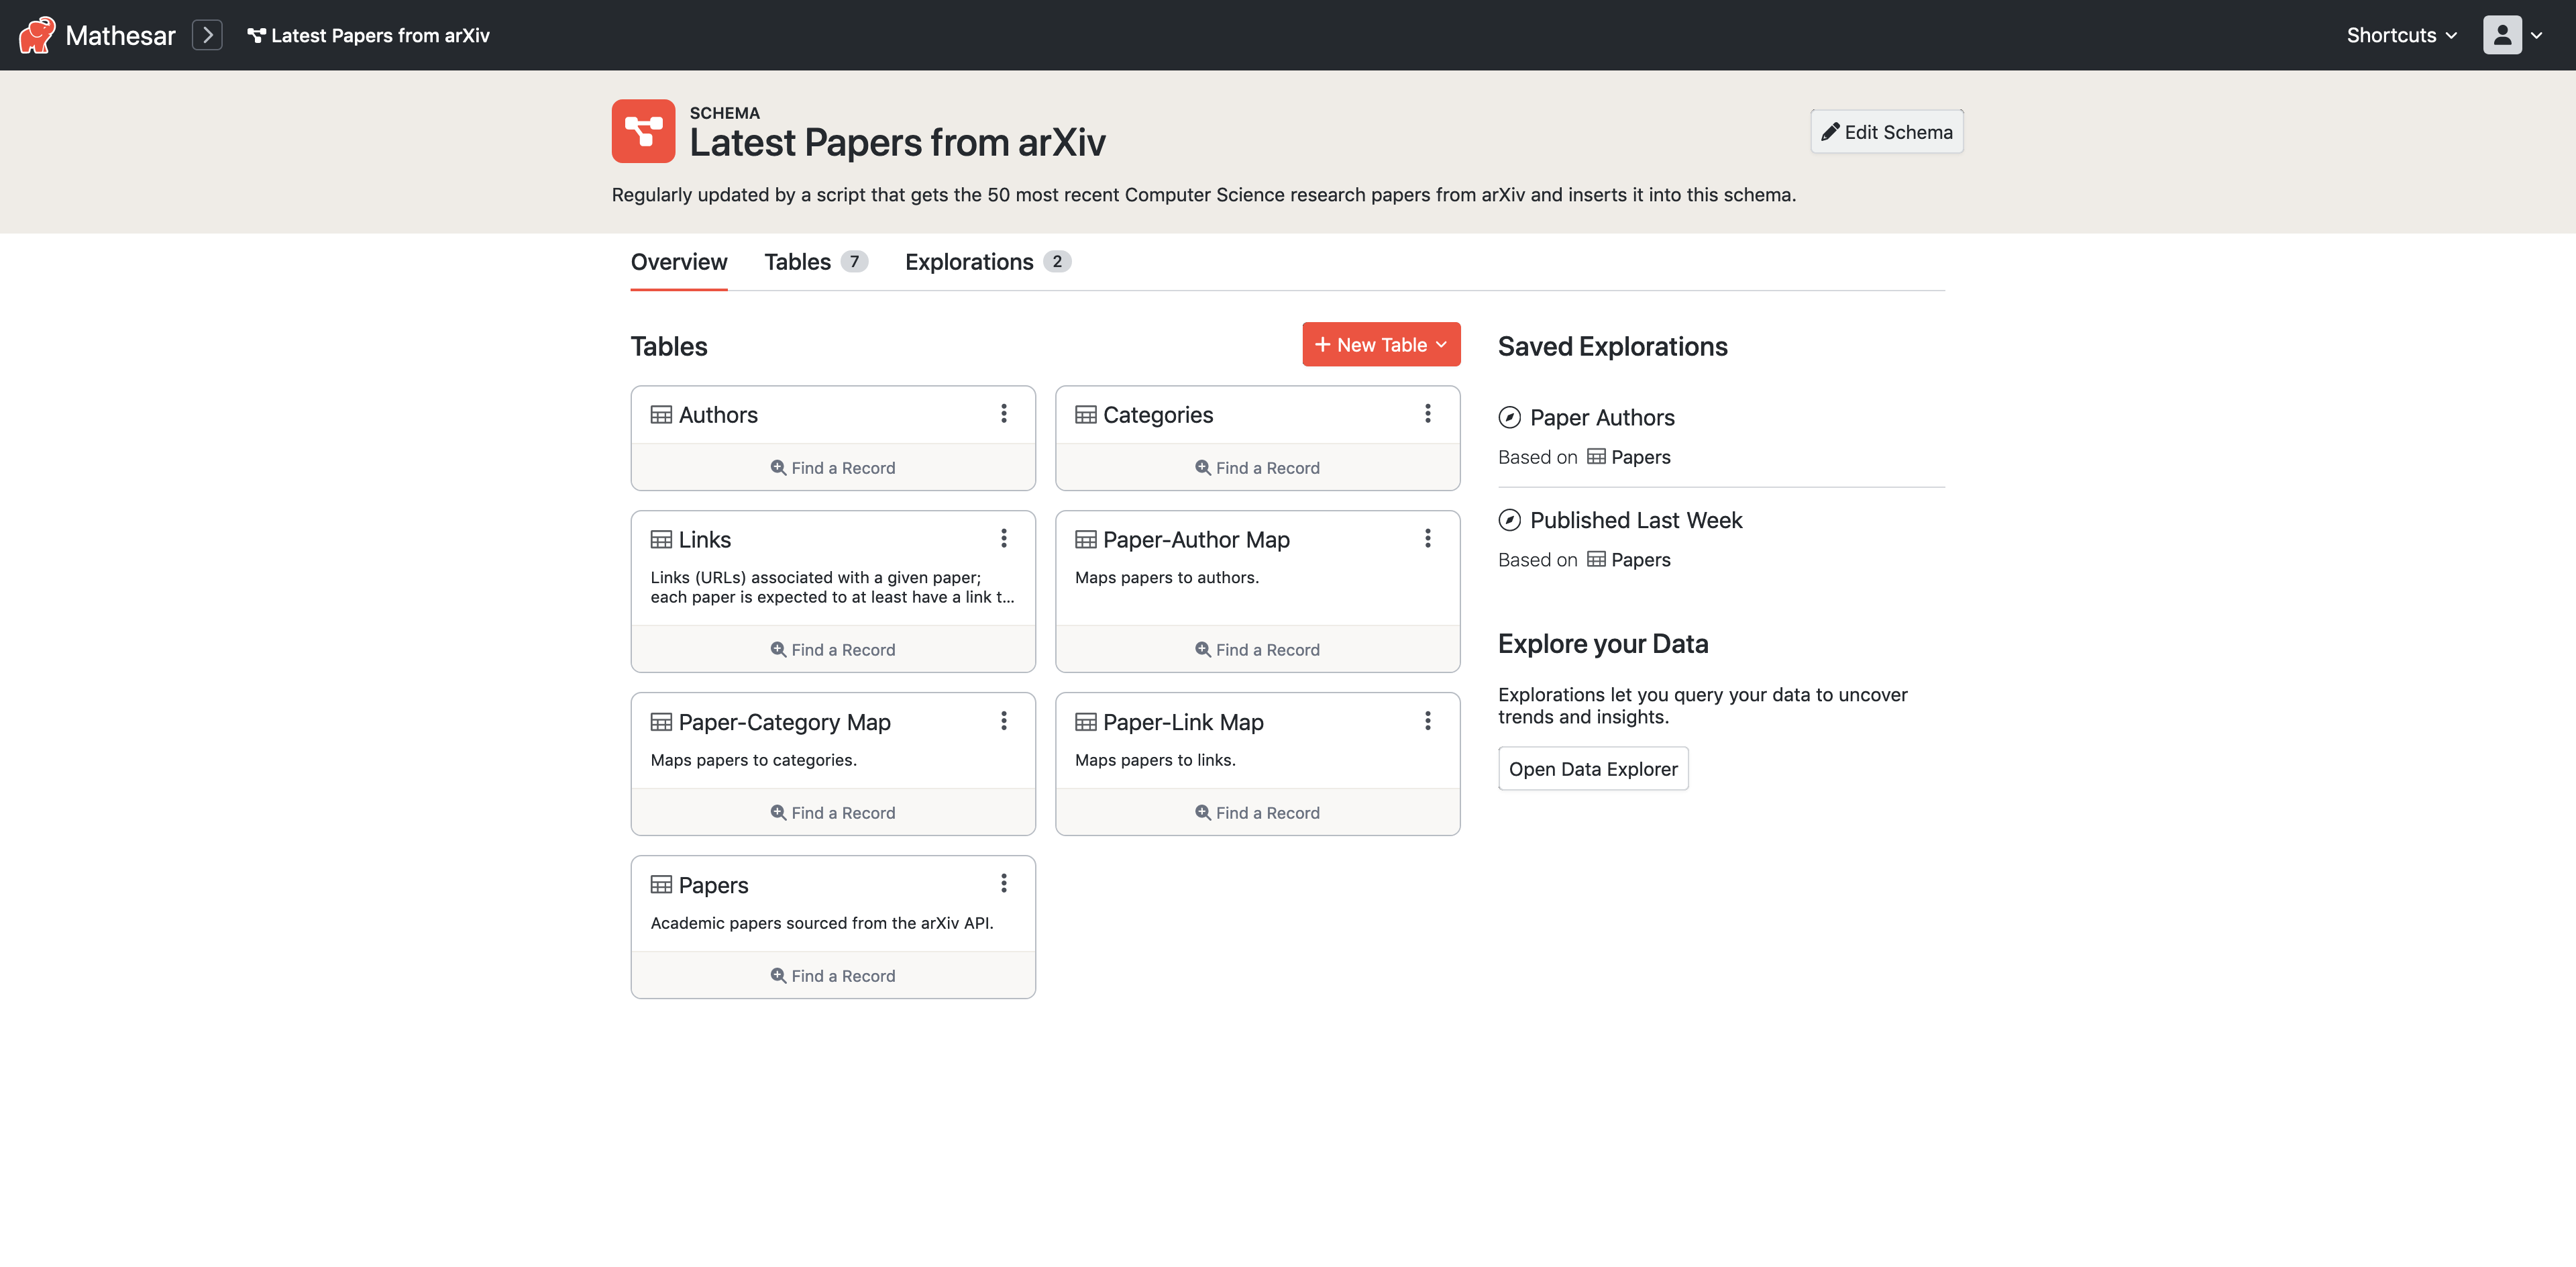 Mathesar
Latest Papers from arXiv
Shortcuts
SCHEMA
Latest Papers from arXiv
Edit Schema
Regularly updated by a script that gets the 50 most recent Computer Science research papers from arXiv and inserts it into this schema.
Overview
Tables 7
Explorations 2
Tables
+ New Table
Authors
Find a Record
Categories
Find a Record
Links
Links (URLs) associated with a given paper;
each paper is expected to at least have a link t...
Find a Record
Paper-Author Map
Maps papers to authors.
Find a Record
Paper-Category Map
Maps papers to categories.
Find a Record
Paper-Link Map
Maps papers to links.
Find a Record
Papers
Academic papers sourced from the arXiv API.
Find a Record
Saved Explorations
Paper Authors
Based on Papers
Published Last Week
Based on Papers
Explore your Data
Explorations let you query your data to uncover
trends and insights.
Open Data Explorer